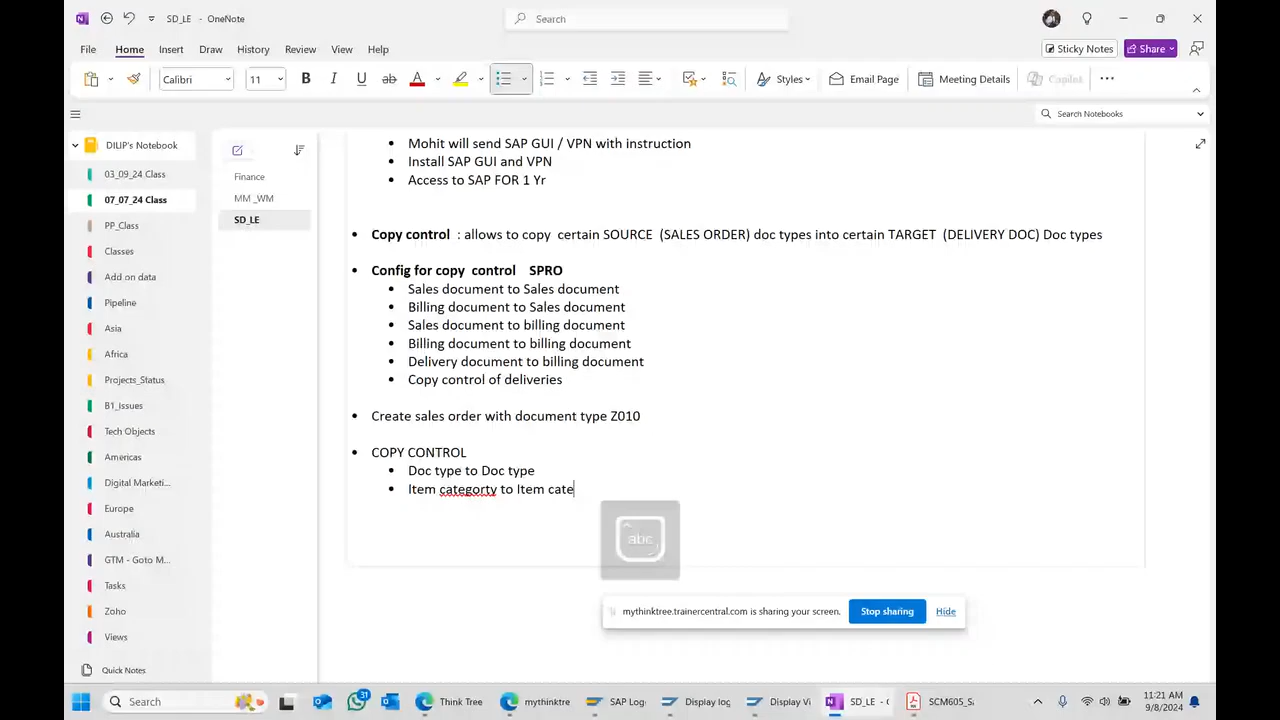 SD_LE - OneNote
Search
File Home Insert Draw History Review View Help
Sticky Notes
Share
Calibri
11
B I U ab A
Styles
Email Page
Meeting Details
Copilot
Search Notebooks
DILIP's Notebook
03_09_24 Class
07_07_24 Class
PP_Class
Classes
Add on data
Pipeline
Asia
Africa
Projects_Status
B1_Issues
Tech Objects
Americas
Digital Marketi...
Europe
Australia
GTM - Goto M...
Tasks
Zoho
Views
Quick Notes
Finance
MM _WM
SD_LE
• Mohit will send SAP GUI / VPN with instruction
• Install SAP GUI and VPN
• Access to SAP FOR 1 Yr
• Copy control : allows to copy certain SOURCE (SALES ORDER) doc types into certain TARGET (DELIVERY DOC) Doc types
• Config for copy control SPRO
• Sales document to Sales document
• Billing document to Sales document
• Sales document to billing document
• Billing document to billing document
• Delivery document to billing document
• Copy control of deliveries
• Create sales order with document type Z010
• COPY CONTROL
• Doc type to Doc type
• Item categorty to Item cate
abc
mythinktree.trainercentral.com is sharing your screen.
Stop sharing
Hide
Search
31
Think Tree
mythinktre
SAP Log
Display log
Display Vi
SD_LE - O
SCM605_Sa
11:21 AM
9/8/2024